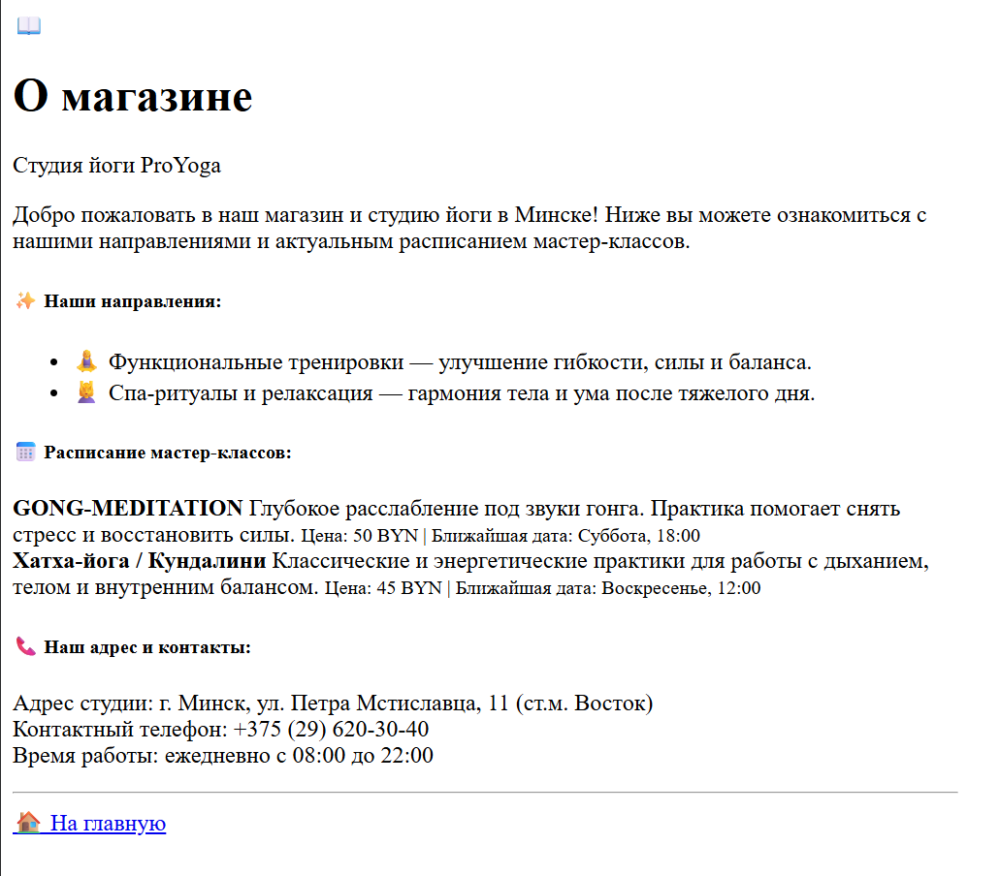 📖
О магазине
Студия йоги ProYoga
Добро пожаловать в наш магазин и студию йоги в Минске! Ниже вы можете ознакомиться с
нашими направлениями и актуальным расписанием мастер-классов.
✨ Наши направления:
• 🧘‍♀️ Функциональные тренировки — улучшение гибкости, силы и баланса.
• 💆‍♀️ Спа-ритуалы и релаксация — гармония тела и ума после тяжелого дня.
🗓️ Расписание мастер-классов:
GONG-MEDITATION Глубокое расслабление под звуки гонга. Практика помогает снять
стресс и восстановить силы. Цена: 50 BYN | Ближайшая дата: Суббота, 18:00
Хатха-йога / Кундалини Классические и энергетические практики для работы с дыханием,
телом и внутренним балансом. Цена: 45 BYN | Ближайшая дата: Воскресенье, 12:00
📞 Наш адрес и контакты:
Адрес студии: г. Минск, ул. Петра Мстиславца, 11 (ст.м. Восток)
Контактный телефон: +375 (29) 620-30-40
Время работы: ежедневно с 08:00 до 22:00
🏠 На главную